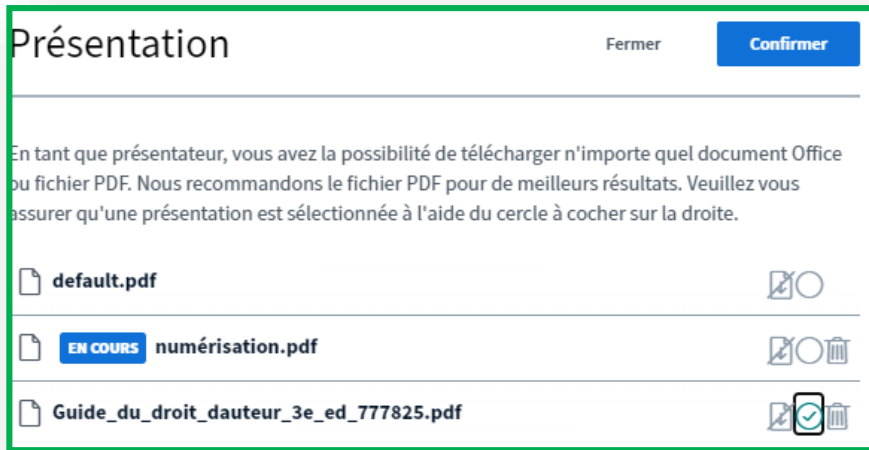 Présentation
Fermer
Confirmer
En tant que présentateur, vous avez la possibilité de télécharger n'importe quel document Office
ou fichier PDF. Nous recommandons le fichier PDF pour de meilleurs résultats. Veuillez vous
assurer qu'une présentation est sélectionnée à l'aide du cercle à cocher sur la droite.
default.pdf
EN COURS numérisation.pdf
Guide_du_droit_dauteur_3e_ed_777825.pdf